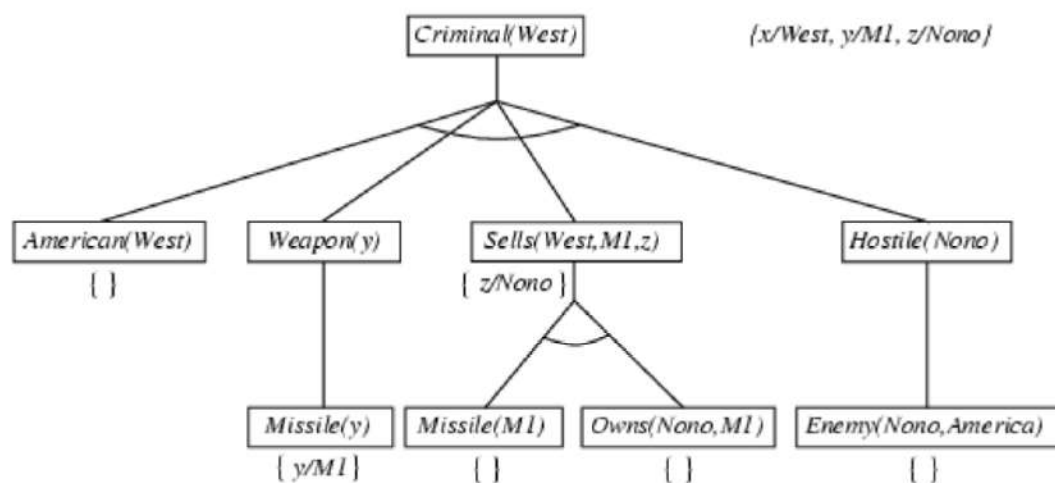 Criminal(West)
{x/West, y/M1, z/Nono}
American(West)
Weapon(y)
Sells(West,M1,z)
Hostile(Nono)
{ }
{ z/Nono }
Missile(y)
Missile(M1)
Owns(Nono,M1)
Enemy(Nono,America)
{ y/M1 }
{ }
{ }
{ }